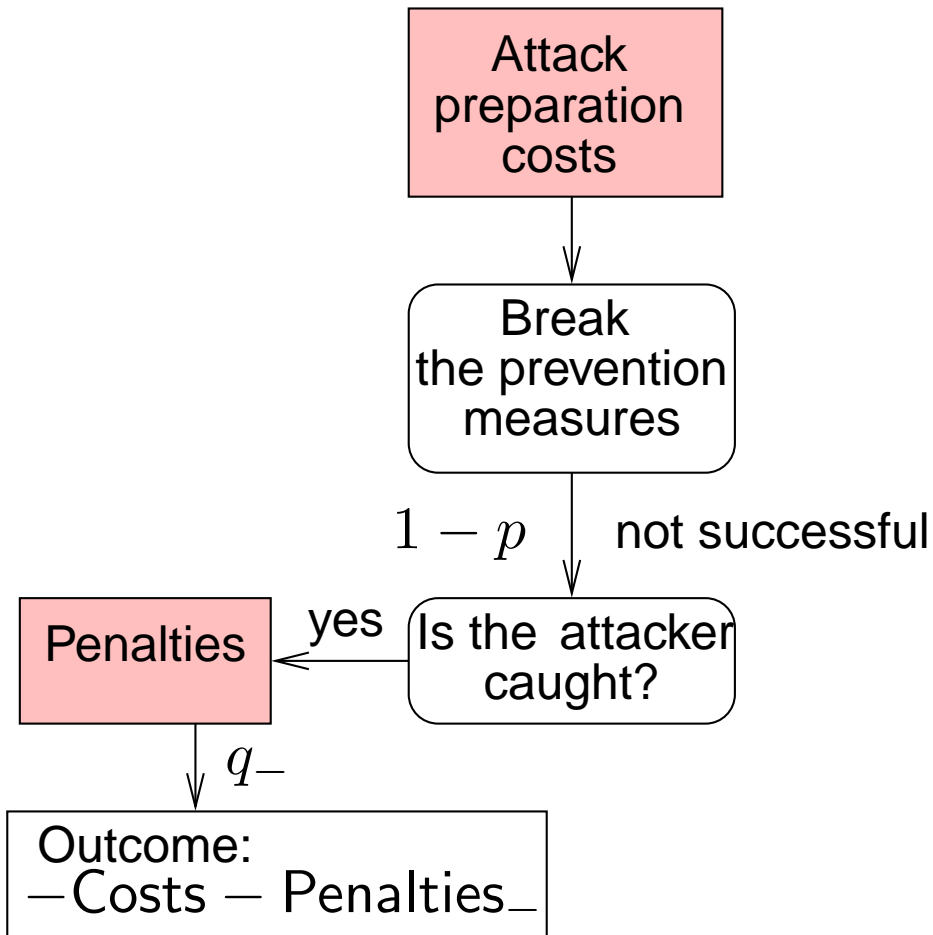 Attack
preparation
costs
Break
the prevention
measures
1 − p
not successful
yes
Is the attacker
caught?
Penalties
q₋
Outcome:
−Costs − Penalties₋